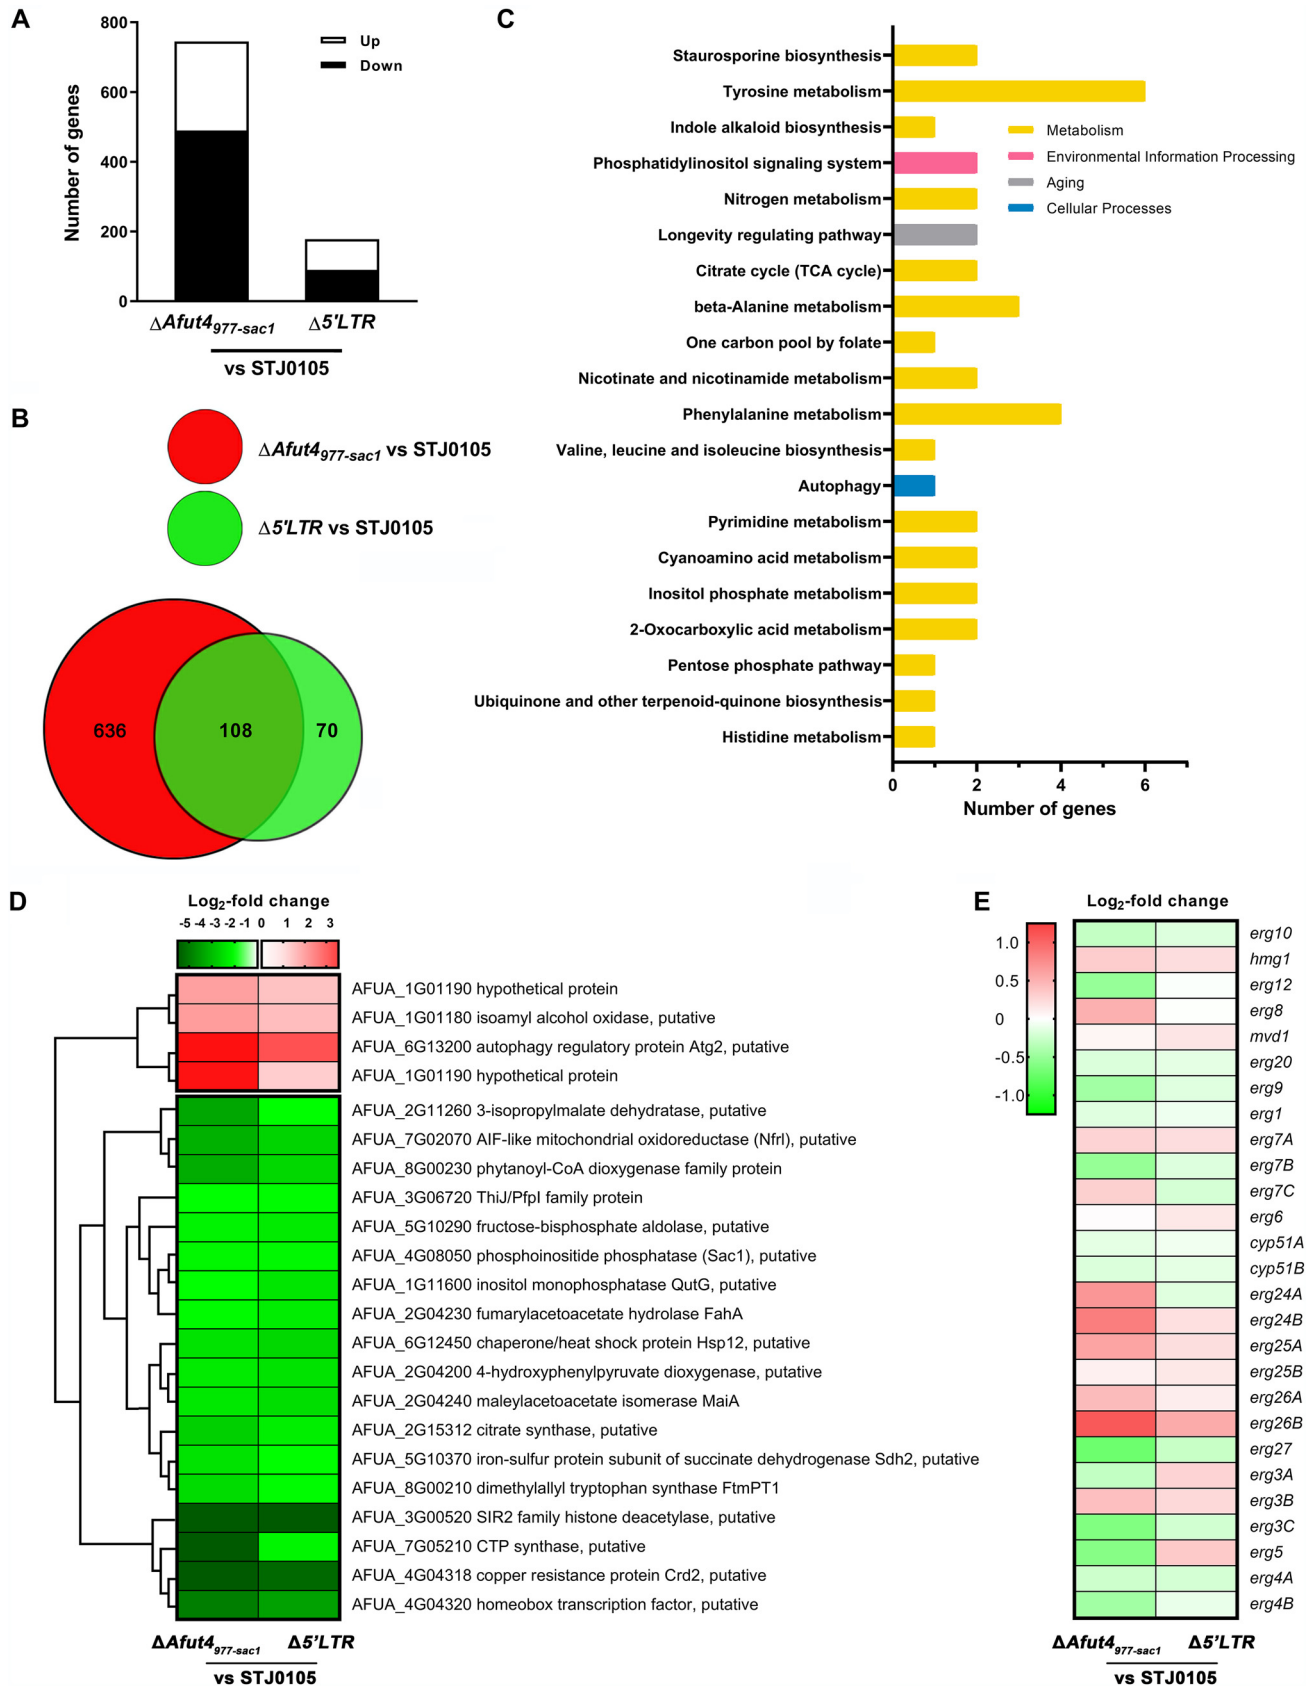 A
800
600
400
200
0
Number of genes
Up
Down
ΔAfut4977-sac1
Δ5'LTR
vs STJ0105
B
ΔAfut4977-sac1 vs STJ0105
Δ5'LTR vs STJ0105
636
108
70
C
Staurosporine biosynthesis
Tyrosine metabolism
Indole alkaloid biosynthesis
Phosphatidylinositol signaling system
Nitrogen metabolism
Longevity regulating pathway
Citrate cycle (TCA cycle)
beta-Alanine metabolism
One carbon pool by folate
Nicotinate and nicotinamide metabolism
Phenylalanine metabolism
Valine, leucine and isoleucine biosynthesis
Autophagy
Pyrimidine metabolism
Cyanoamino acid metabolism
Inositol phosphate metabolism
2-Oxocarboxylic acid metabolism
Pentose phosphate pathway
Ubiquinone and other terpenoid-quinone biosynthesis
Histidine metabolism
Metabolism
Environmental Information Processing
Aging
Cellular Processes
0 2 4 6
Number of genes
D
Log2-fold change
-5 -4 -3 -2 -1 0 1 2 3
AFUA_1G01190 hypothetical protein
AFUA_1G01180 isoamyl alcohol oxidase, putative
AFUA_6G13200 autophagy regulatory protein Atg2, putative
AFUA_1G01190 hypothetical protein
AFUA_2G11260 3-isopropylmalate dehydratase, putative
AFUA_7G02070 AIF-like mitochondrial oxidoreductase (Nfrl), putative
AFUA_8G00230 phytanoyl-CoA dioxygenase family protein
AFUA_3G06720 ThiJ/PfpI family protein
AFUA_5G10290 fructose-bisphosphate aldolase, putative
AFUA_4G08050 phosphoinositide phosphatase (Sac1), putative
AFUA_1G11600 inositol monophosphatase QutG, putative
AFUA_2G04230 fumarylacetoacetate hydrolase FahA
AFUA_6G12450 chaperone/heat shock protein Hsp12, putative
AFUA_2G04200 4-hydroxyphenylpyruvate dioxygenase, putative
AFUA_2G04240 maleylacetoacetate isomerase MaiA
AFUA_2G15312 citrate synthase, putative
AFUA_5G10370 iron-sulfur protein subunit of succinate dehydrogenase Sdh2, putative
AFUA_8G00210 dimethylallyl tryptophan synthase FtmPT1
AFUA_3G00520 SIR2 family histone deacetylase, putative
AFUA_7G05210 CTP synthase, putative
AFUA_4G04318 copper resistance protein Crd2, putative
AFUA_4G04320 homeobox transcription factor, putative
ΔAfut4977-sac1 Δ5'LTR
vs STJ0105
E
Log2-fold change
1.0
0.5
0
-0.5
-1.0
erg10
hmg1
erg12
erg8
mvd1
erg20
erg9
erg1
erg7A
erg7B
erg7C
erg6
cyp51A
cyp51B
erg24A
erg24B
erg25A
erg25B
erg26A
erg26B
erg27
erg3A
erg3B
erg3C
erg5
erg4A
erg4B
ΔAfut4977-sac1 Δ5'LTR
vs STJ0105